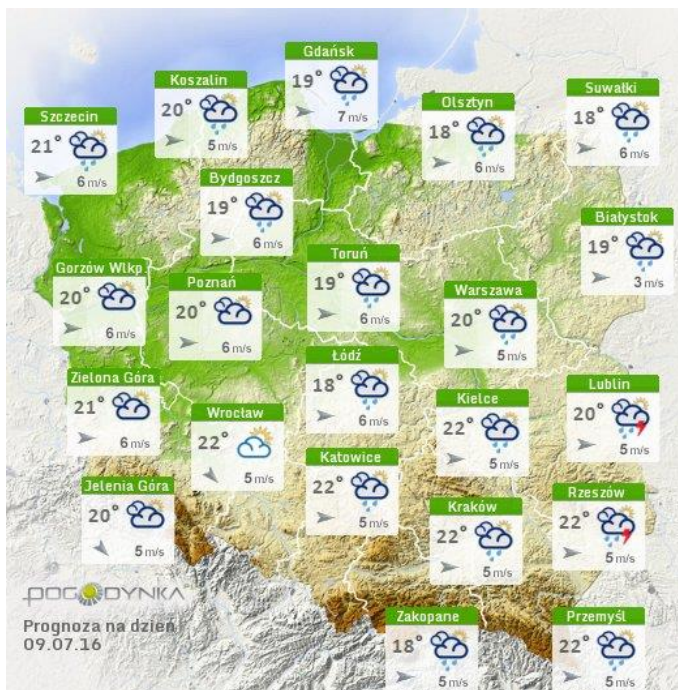 Gdańsk
19°
7 m/s
Koszalin
20°
5 m/s
Suwałki
18°
6 m/s
Olsztyn
18°
6 m/s
Szczecin
21°
6 m/s
Bydgoszcz
19°
6 m/s
Białystok
19°
3 m/s
Toruń
19°
6 m/s
Gorzów Wlkp
20°
6 m/s
Poznań
20°
6 m/s
Warszawa
20°
5 m/s
Łódź
18°
6 m/s
Zielona Góra
21°
6 m/s
Lublin
20°
5 m/s
Kielce
22°
5 m/s
Wrocław
22°
5 m/s
Katowice
22°
5 m/s
Jelenia Góra
20°
5 m/s
Rzeszów
22°
5 m/s
Kraków
22°
5 m/s
POGODYNKA
Prognoza na dzień
09.07.16
Zakopane
18°
5 m/s
Przemyśl
22°
5 m/s